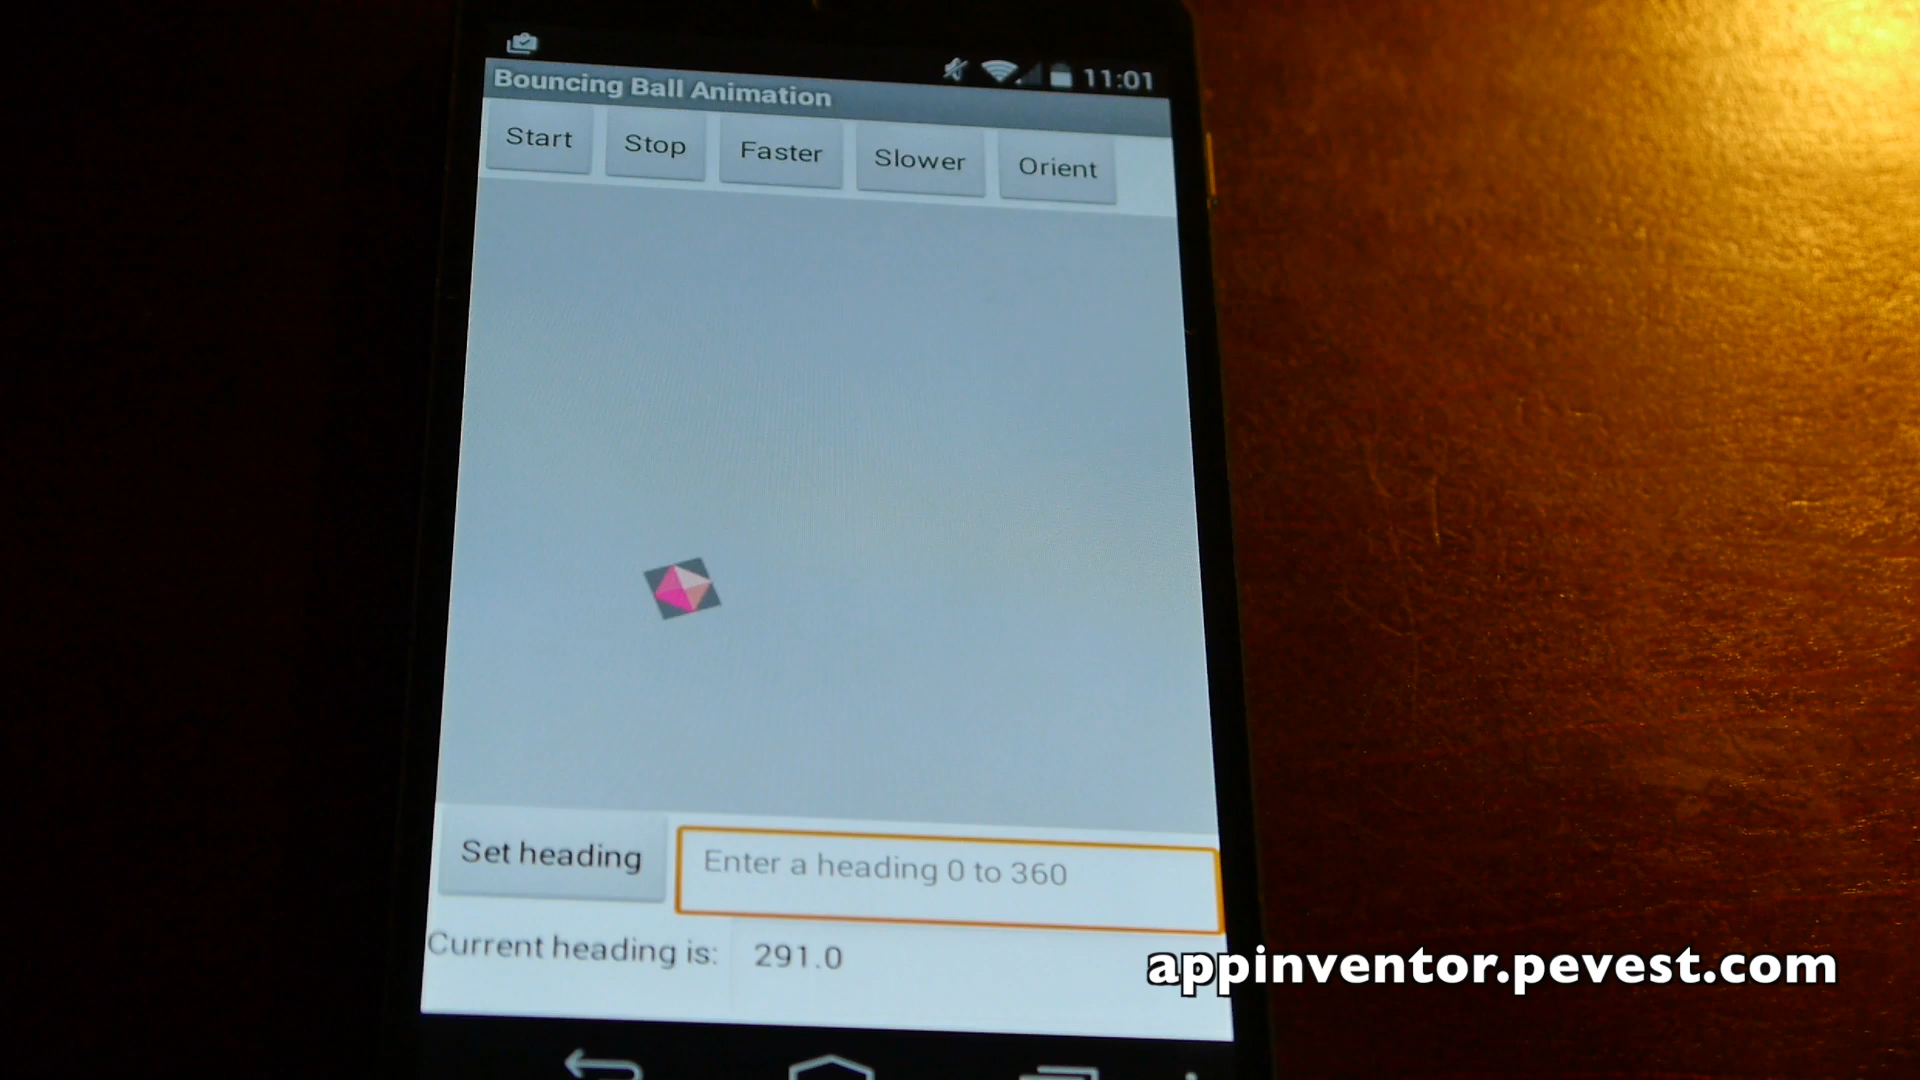 11:01
Bouncing Ball Animation
Start Stop Faster Slower Orient
Set heading Enter a heading 0 to 360
Current heading is: 291.0
appinventor.pevest.com